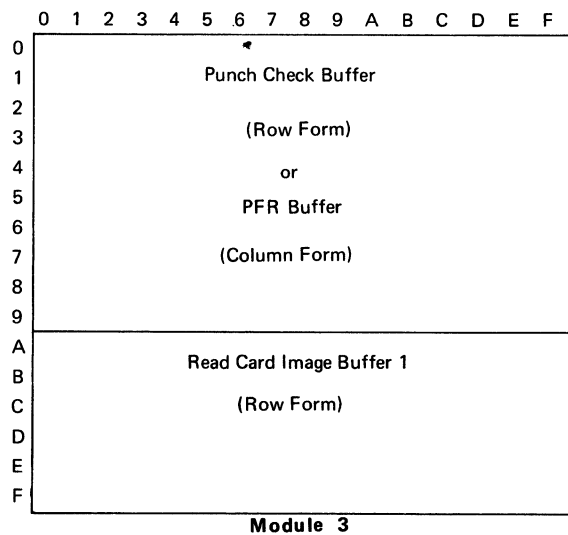 0 1 2 3 4 5 6 7 8 9 A B C D E F
0
1 Punch Check Buffer
2
3 (Row Form)
4 or
5 PFR Buffer
6
7 (Column Form)
8
9
A Read Card Image Buffer 1
B
C (Row Form)
D
E
F
Module 3